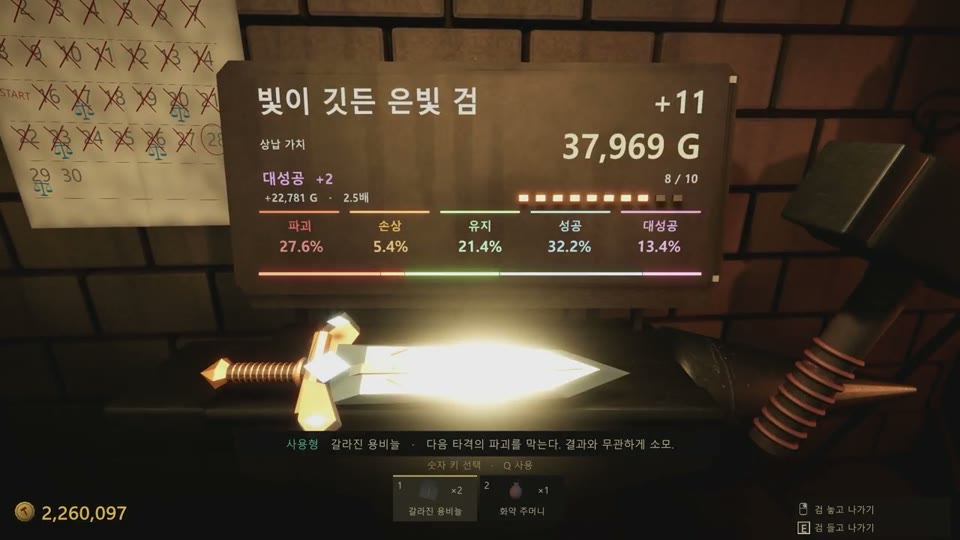 START
29 30
빛이 깃든 은빛 검 +11
상납 가치 37,969 G
대성공 +2 8 / 10
+22,781 G · 2.5배
파괴 손상 유지 성공 대성공
27.6% 5.4% 21.4% 32.2% 13.4%
사용형 갈라진 용비늘 · 다음 타격의 파괴를 막는다. 결과와 무관하게 소모.
숫자 키 선택 · Q 사용
1 ×2 2 ×1
갈라진 용비늘 화약 주머니
2,260,097
검 놓고 나가기
E 검 들고 나가기